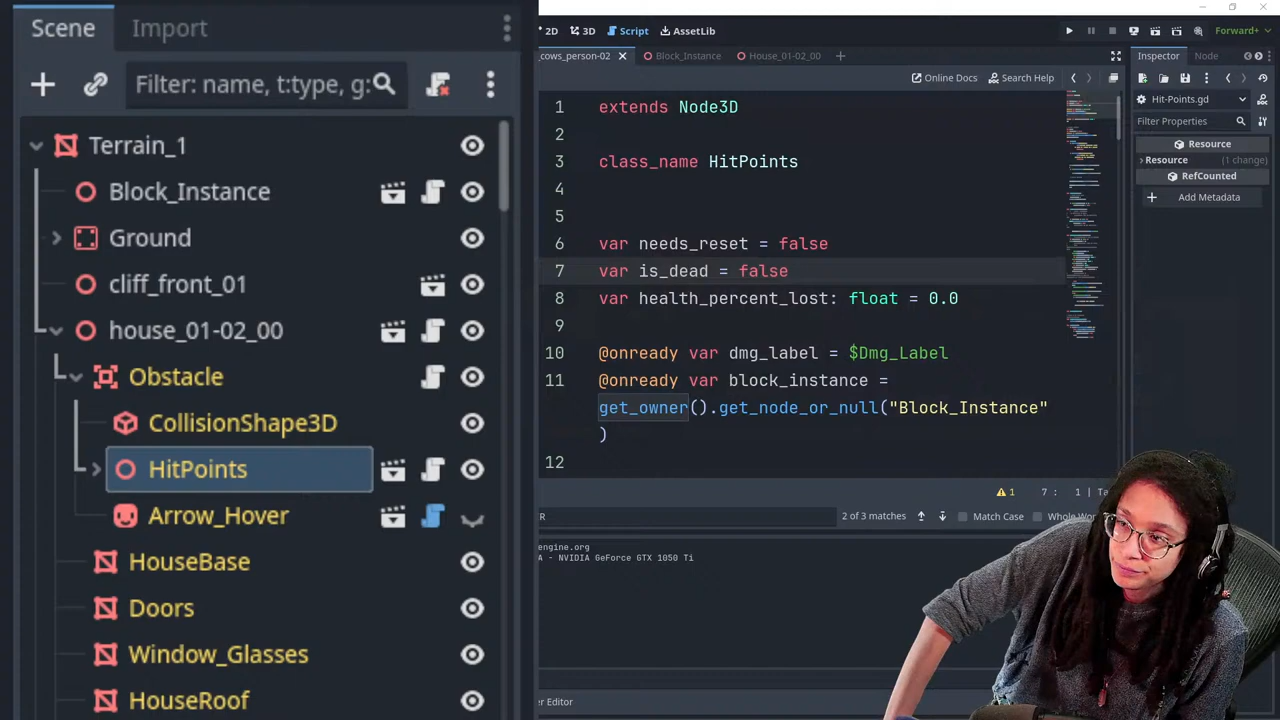 Scene
Import
Filter: name, t:type, g:
Terrain_1
Block_Instance
Ground
cliff_front_01
house_01-02_00
Obstacle
CollisionShape3D
HitPoints
Arrow_Hover
HouseBase
Doors
Window_Glasses
HouseRoof
2D 3D Script AssetLib
Forward+
_cows_person-02 Block_Instance House_01-02_00
Online Docs Search Help
1 extends Node3D
2
3 class_name HitPoints
4
5
6 var needs_reset = false
7 var is_dead = false
8 var health_percent_lost: float = 0.0
9
10 @onready var dmg_label = $Dmg_Label
11 @onready var block_instance =
get_owner().get_node_or_null("Block_Instance"
)
12
1 7 : 1 | Ta
R 2 of 3 matches Match Case Whole Wor
engine.org
A - NVIDIA GeForce GTX 1050 Ti
der Editor
Inspector Node
Hit-Points.gd
Filter Properties
Resource
Resource (1 change)
RefCounted
Add Metadata